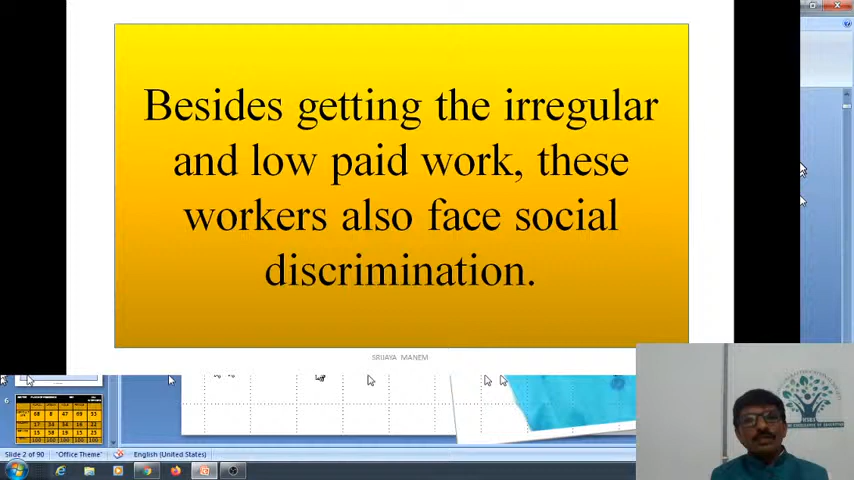 Besides getting the irregular
and low paid work, these
workers also face social
discrimination.
SRIJAYA MANEM
6
Slide 2 of 90
"Office Theme"
English (United States)